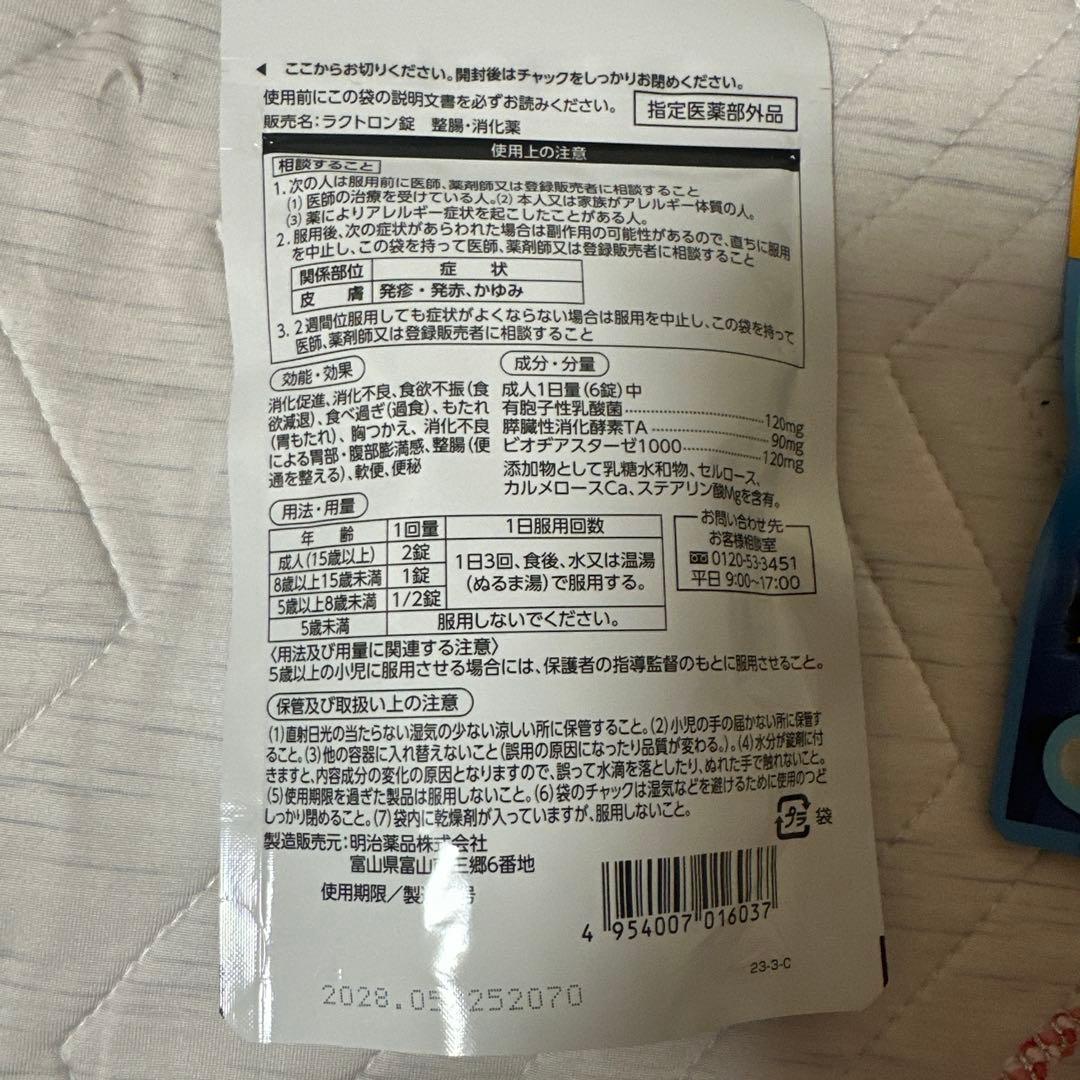 ◀ ここからお切りください。開封後はチャックをしっかりお閉めください。
使用前にこの袋の説明文書を必ずお読みください。
指定医薬部外品
販売名：ラクトロン錠 整腸・消化薬
使用上の注意
相談すること
1. 次の人は服用前に医師、薬剤師又は登録販売者に相談すること
(1) 医師の治療を受けている人。(2) 本人又は家族がアレルギー体質の人。
(3) 薬によりアレルギー症状を起こしたことがある人。
2. 服用後、次の症状があらわれた場合は副作用の可能性があるので、直ちに服用
を中止し、この袋を持って医師、薬剤師又は登録販売者に相談すること
関係部位 症 状
皮 膚 発疹・発赤、かゆみ
3. 2週間位服用しても症状がよくならない場合は服用を中止し、この袋を持って
医師、薬剤師又は登録販売者に相談すること
効能・効果
消化促進、消化不良、食欲不振（食
欲減退）、食べ過ぎ（過食）、もたれ
（胃もたれ）、胸つかえ、消化不良
による胃部・腹部膨満感、整腸（便
通を整える）、軟便、便秘
成分・分量
成人1日量（6錠）中
有胞子性乳酸菌 120mg
膵臓性消化酵素TA 90mg
ビオヂアスターゼ1000 120mg
添加物として乳糖水和物、セルロース、
カルメロースCa、ステアリン酸Mgを含有。
用法・用量
年 齢 1回量 1日服用回数
成人（15歳以上） 2錠
8歳以上15歳未満 1錠
5歳以上8歳未満 1/2錠
1日3回、食後、水又は温湯
（ぬるま湯）で服用する。
5歳未満 服用しないでください。
お問い合わせ先
お客様相談室
0120-53-3451
平日 9:00〜17:00
〈用法及び用量に関連する注意〉
5歳以上の小児に服用させる場合には、保護者の指導監督のもとに服用させること。
保管及び取扱い上の注意
(1)直射日光の当たらない湿気の少ない涼しい所に保管すること。(2)小児の手の届かない所に保管す
ること。(3)他の容器に入れ替えないこと（誤用の原因になったり品質が変わる。）。(4)水分が錠剤に付
きますと、内容成分の変化の原因となりますので、誤って水滴を落としたり、ぬれた手で触れないこと。
(5)使用期限を過ぎた製品は服用しないこと。(6)袋のチャックは湿気などを避けるために使用のつど
しっかり閉めること。(7)袋内に乾燥剤が入っていますが、服用しないこと。
プラ 袋
製造販売元：明治薬品株式会社
富山県富山市三郷6番地
使用期限／製 号
4 954007 016037
23-3-C
2028.05 252070